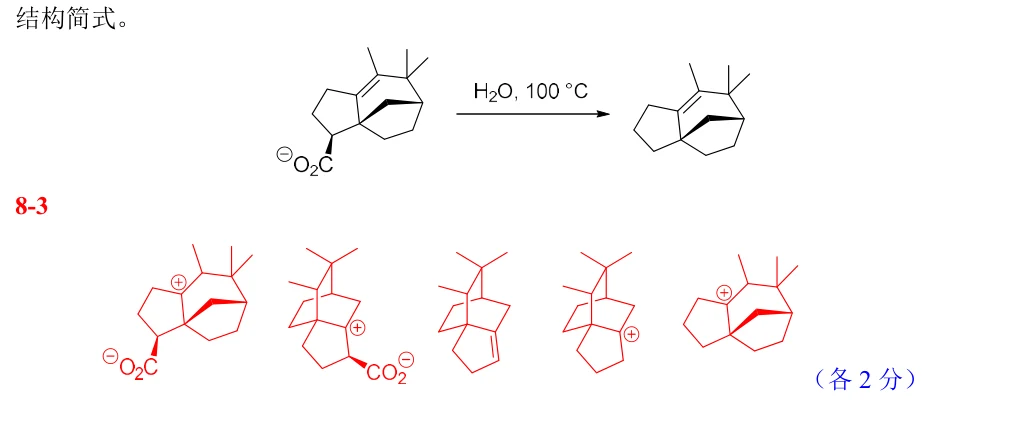 结构简式。
H₂O, 100 °C
⊖O₂C
8-3
⊕ ⊕ ⊕ ⊕
⊖O₂C CO₂⊖
（各 2 分）